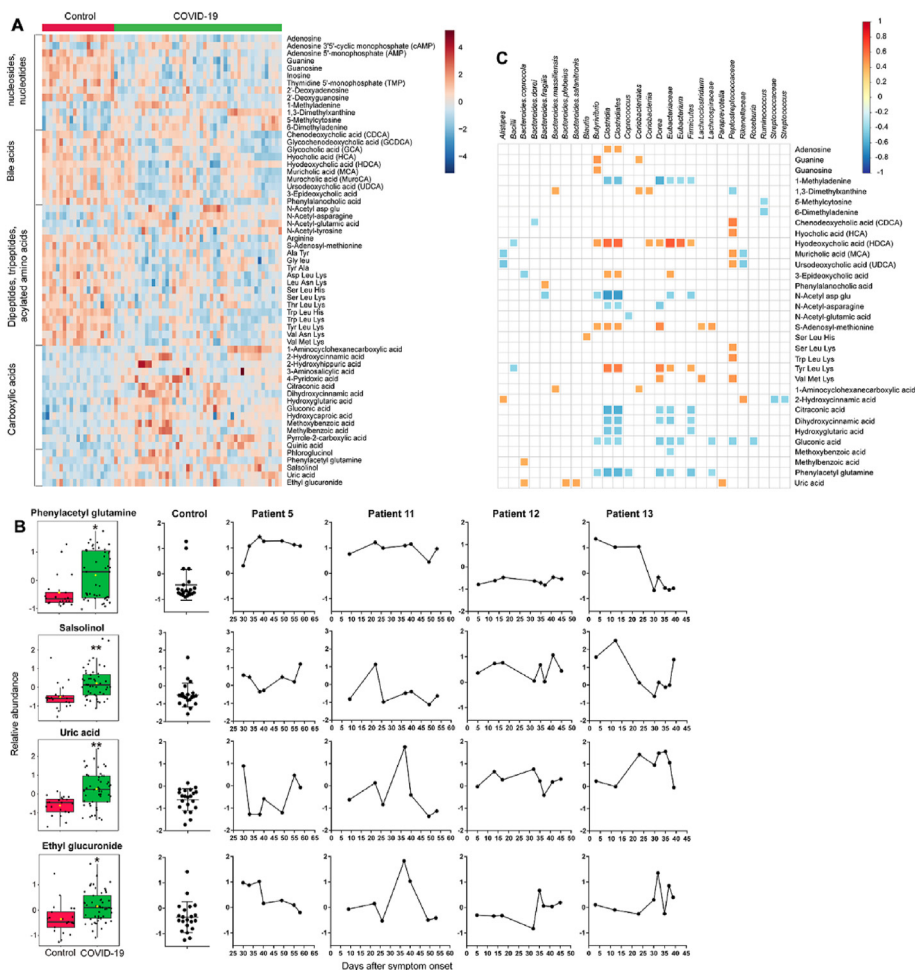 A
Control COVID-19
nucleosides, nucleotides
Bile acids
Dipeptides, tripeptides, acylated amino acids
Carboxylic acids
Adenosine
Adenosine 3'5'-cyclic monophosphate (cAMP)
Adenosine 5'-monophosphate (AMP)
Guanine
Guanosine
Inosine
Thymidine 5'-monophosphate (TMP)
2'-Deoxyadenosine
2'-Deoxyguanosine
1-Methyladenine
1,3-Dimethylxanthine
5-Methylcytosine
6-Dimethyladenine
Chenodeoxycholic acid (CDCA)
Glycochenodeoxycholic acid (GCDCA)
Glycocholic acid (GCA)
Hyocholic acid (HCA)
Hyodeoxycholic acid (HDCA)
Muricholic acid (MCA)
Murocholic acid (MuroCA)
Ursodeoxycholic acid (UDCA)
3-Epideoxycholic acid
Phenylalanocholic acid
N-Acetyl asp glu
N-Acetyl-asparagine
N-Acetyl-glutamic acid
N-Acetyl-tyrosine
Arginine
S-Adenosyl-methionine
Ala Tyr
Gly leu
Tyr Ala
Asp Leu Lys
Leu Asn Lys
Ser Leu His
Ser Leu Lys
Thr Leu Lys
Trp Leu His
Trp Leu Lys
Tyr Leu Lys
Val Asn Lys
Val Met Lys
1-Aminocyclohexanecarboxylic acid
2-Hydroxycinnamic acid
2-Hydroxyhippuric acid
3-Aminosalicylic acid
4-Pyridoxic acid
Citraconic acid
Dihydroxycinnamic acid
Hydroxyglutaric acid
Gluconic acid
Hydroxycaproic acid
Methoxybenzoic acid
Methylbenzoic acid
Pyrrole-2-carboxylic acid
Quinic acid
Phloroglucinol
Phenylacetyl glutamine
Salsolinol
Uric acid
Ethyl glucuronide
4
2
0
-2
-4
C
Alistipes
Bacilli
Bacteroides.coprocola
Bacteroides.dorei
Bacteroides.fragilis
Bacteroides.massiliensis
Bacteroides.plebeius
Bacteroides.salanitronis
Blautia
Butyrivibrio
Clostridia
Clostridiales
Coprococcus
Coriobacteriales
Coriobacteriia
Dorea
Eubacteriaceae
Eubacterium
Firmicutes
Lachnoclostridium
Lachnospiraceae
Paraprevotella
Peptostreptococcaceae
Rikenellaceae
Roseburia
Ruminococcus
Streptococcaceae
Streptococcus
1
0.8
0.6
0.4
0.2
0
-0.2
-0.4
-0.6
-0.8
-1
Adenosine
Guanine
Guanosine
1-Methyladenine
1,3-Dimethylxanthine
5-Methylcytosine
6-Dimethyladenine
Chenodeoxycholic acid (CDCA)
Hyocholic acid (HCA)
Hyodeoxycholic acid (HDCA)
Muricholic acid (MCA)
Ursodeoxycholic acid (UDCA)
3-Epideoxycholic acid
Phenylalanocholic acid
N-Acetyl asp glu
N-Acetyl-asparagine
N-Acetyl-glutamic acid
S-Adenosyl-methionine
Ser Leu His
Ser Leu Lys
Trp Leu Lys
Tyr Leu Lys
Val Met Lys
1-Aminocyclohexanecarboxylic acid
2-Hydroxycinnamic acid
Citraconic acid
Dihydroxycinnamic acid
Hydroxyglutaric acid
Gluconic acid
Methoxybenzoic acid
Methylbenzoic acid
Phenylacetyl glutamine
Uric acid
B
Phenylacetyl glutamine Control Patient 5 Patient 11 Patient 12 Patient 13
Salsolinol
Uric acid
Ethyl glucuronide
Relative abundance
Control COVID-19
Days after symptom onset